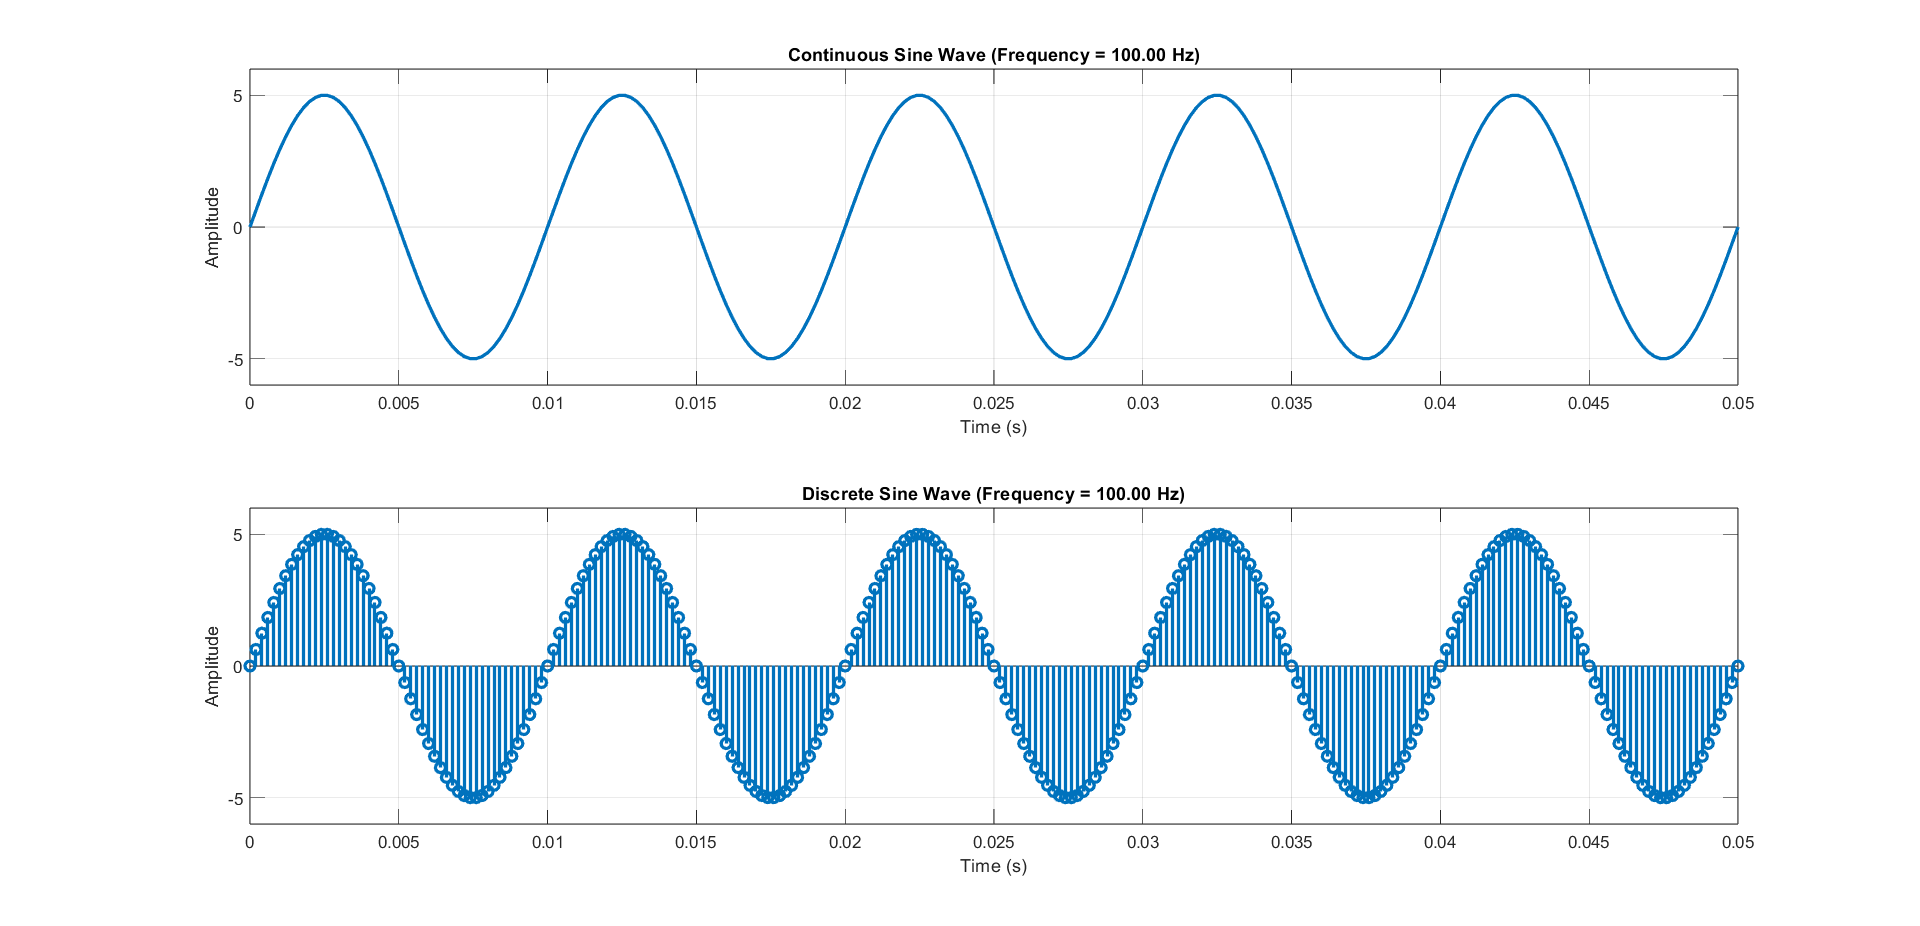 Continuous Sine Wave (Frequency = 100.00 Hz)
5
0
-5
Amplitude
0 0.005 0.01 0.015 0.02 0.025 0.03 0.035 0.04 0.045 0.05
Time (s)
Discrete Sine Wave (Frequency = 100.00 Hz)
5
0
-5
Amplitude
0 0.005 0.01 0.015 0.02 0.025 0.03 0.035 0.04 0.045 0.05
Time (s)